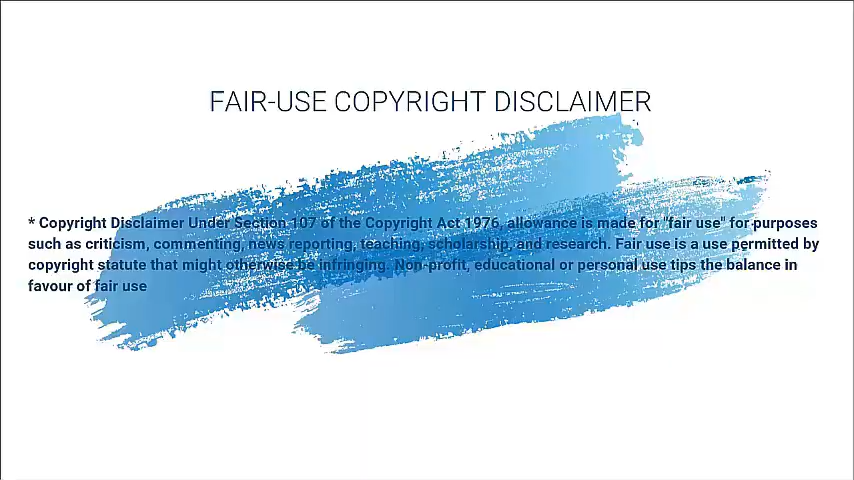 FAIR-USE COPYRIGHT DISCLAIMER
* Copyright Disclaimer Under Section 107 of the Copyright Act 1976, allowance is made for "fair use" for purposes
such as criticism, commenting, news reporting, teaching, scholarship, and research. Fair use is a use permitted by
copyright statute that might otherwise be infringing. Non-profit, educational or personal use tips the balance in
favour of fair use